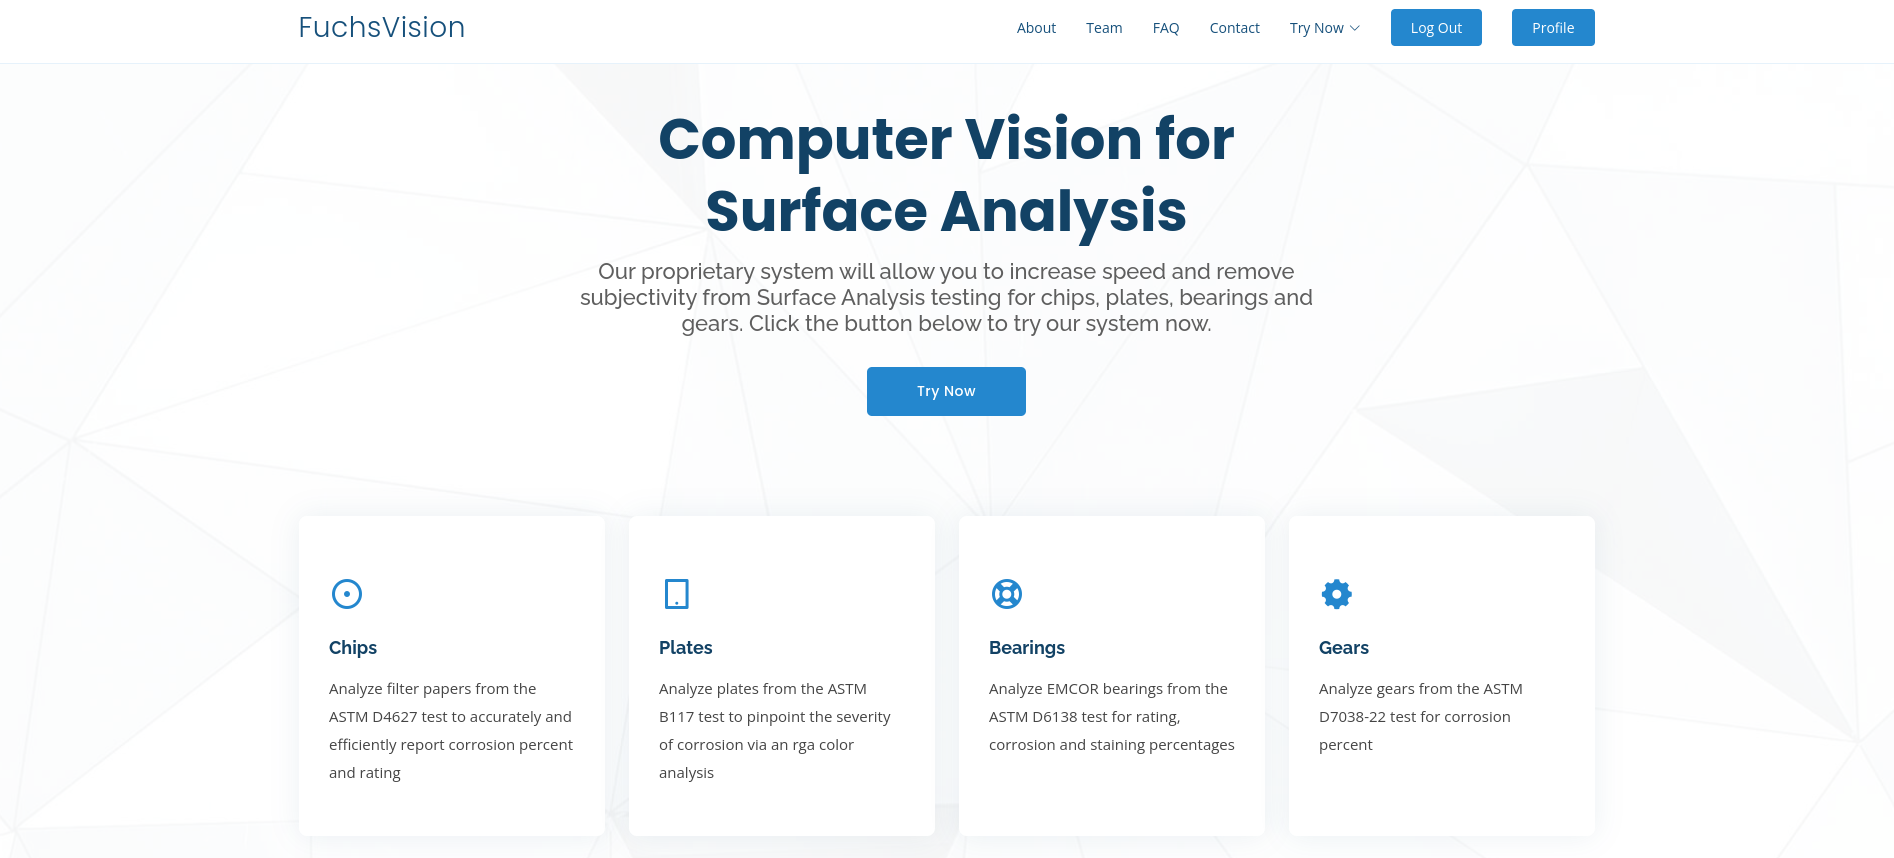 FuchsVision
About
Team
FAQ
Contact
Try Now
Log Out
Profile
Computer Vision for
Surface Analysis
Our proprietary system will allow you to increase speed and remove
subjectivity from Surface Analysis testing for chips, plates, bearings and
gears. Click the button below to try our system now.
Try Now
Chips
Analyze filter papers from the
ASTM D4627 test to accurately and
efficiently report corrosion percent
and rating
Plates
Analyze plates from the ASTM
B117 test to pinpoint the severity
of corrosion via an rga color
analysis
Bearings
Analyze EMCOR bearings from the
ASTM D6138 test for rating,
corrosion and staining percentages
Gears
Analyze gears from the ASTM
D7038-22 test for corrosion
percent